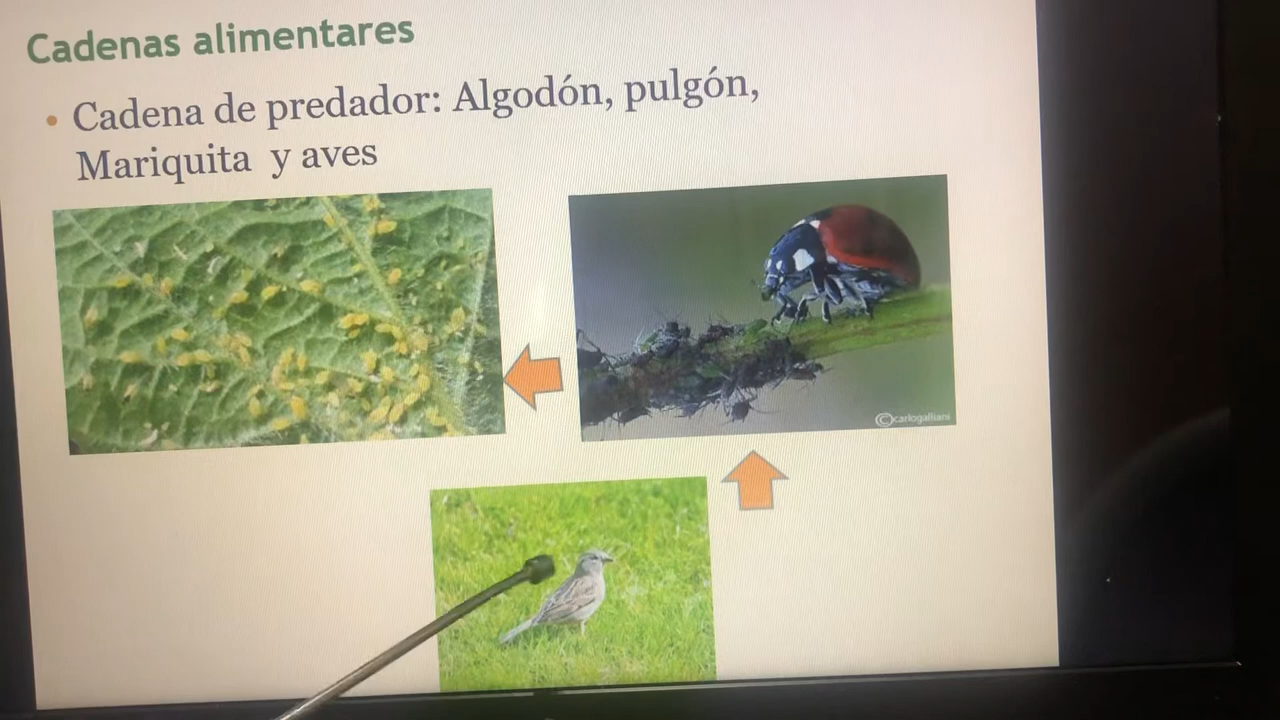 Cadenas alimentares
• Cadena de predador: Algodón, pulgón,
Mariquita y aves
©carlogalliani